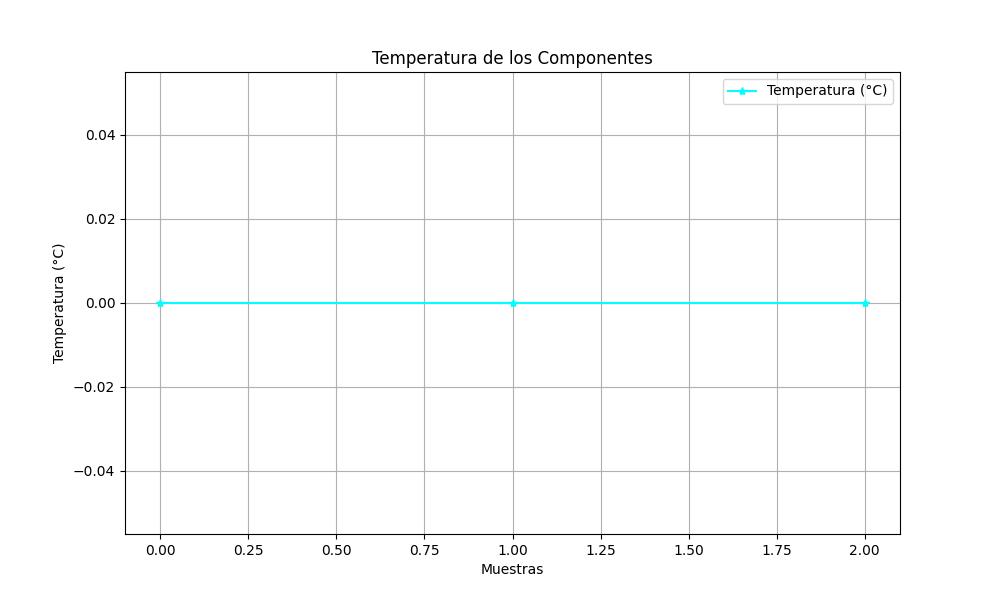 Temperatura de los Componentes
Temperatura (°C)
0.04
0.02
0.00
−0.02
−0.04
Temperatura (°C)
0.00 0.25 0.50 0.75 1.00 1.25 1.50 1.75 2.00
Muestras